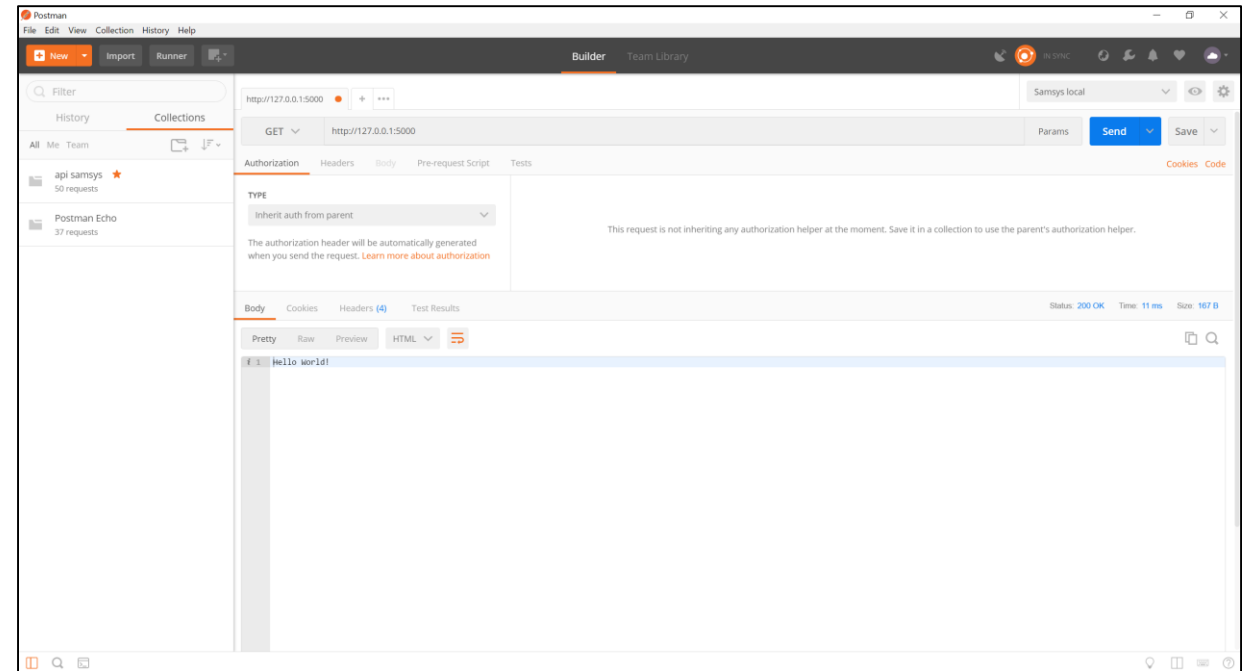 Postman
File Edit View Collection History Help
New Import Runner Builder Team Library IN SYNC
Filter
History Collections
All Me Team
api samsys
50 requests
Postman Echo
37 requests
http://127.0.0.1:5000 + ••• Samsys local
GET http://127.0.0.1:5000 Params Send Save
Authorization Headers Body Pre-request Script Tests Cookies Code
TYPE
Inherit auth from parent
The authorization header will be automatically generated
when you send the request. Learn more about authorization
This request is not inheriting any authorization helper at the moment. Save it in a collection to use the parent's authorization helper.
Body Cookies Headers (4) Test Results Status: 200 OK Time: 11 ms Size: 167 B
Pretty Raw Preview HTML
i 1 Hello World!